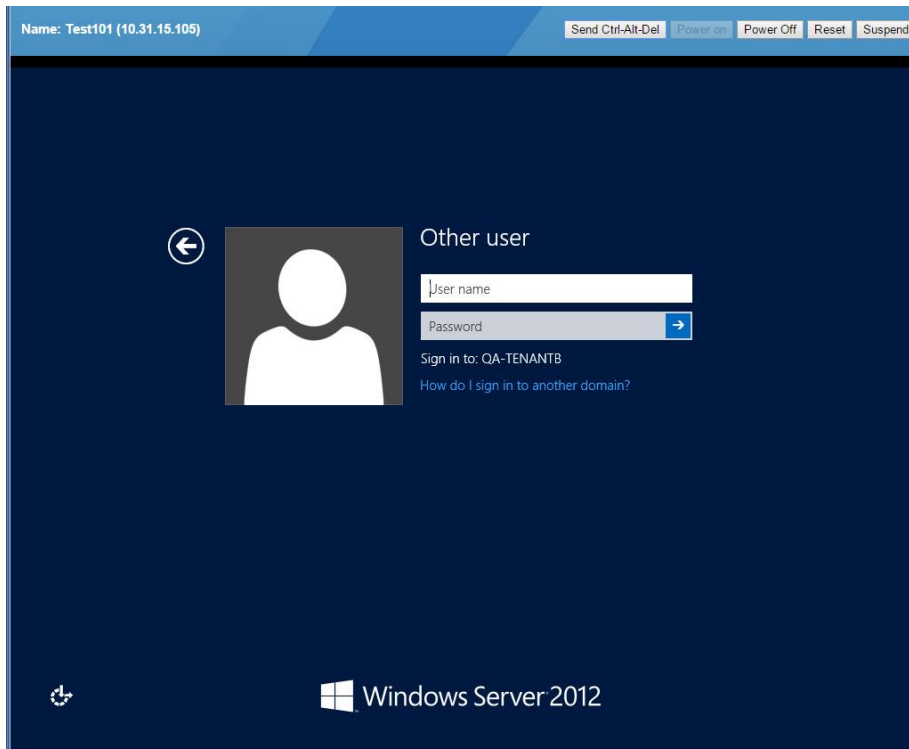 Name: Test101 (10.31.15.105)
Send Ctrl-Alt-Del Power on Power Off Reset Suspend
Other user
User name
Password
Sign in to: QA-TENANTB
How do I sign in to another domain?
Windows Server 2012